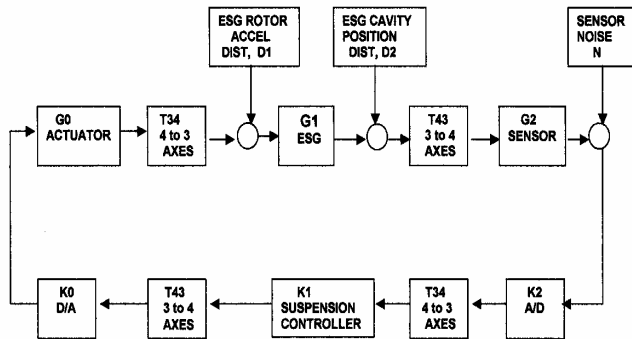 ESG ROTOR
ACCEL
DIST, D1
ESG CAVITY
POSITION
DIST, D2
SENSOR
NOISE
N
G0
ACTUATOR
T34
4 to 3
AXES
G1
ESG
T43
3 to 4
AXES
G2
SENSOR
K0
D/A
T43
3 to 4
AXES
K1
SUSPENSION
CONTROLLER
T34
4 to 3
AXES
K2
A/D